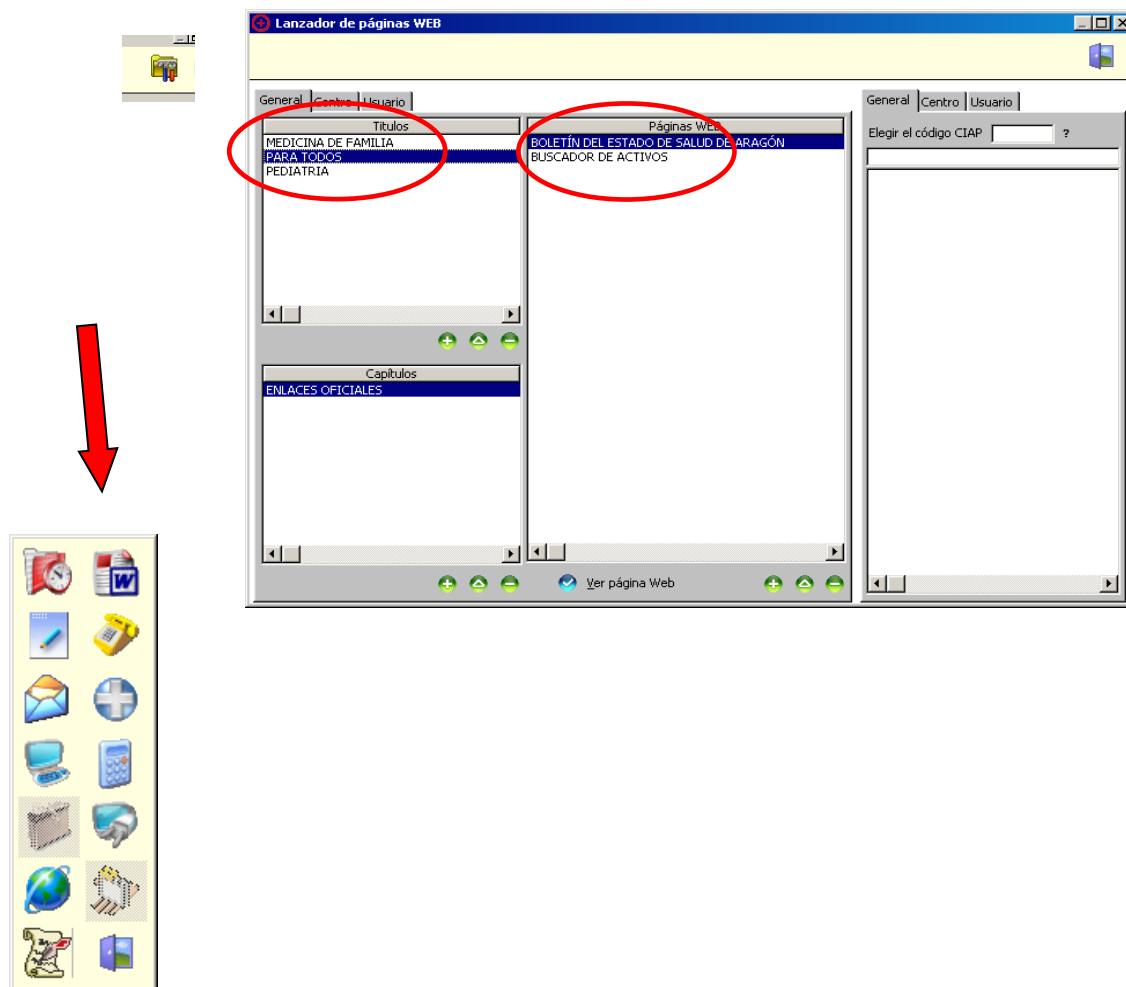 Lanzador de páginas WEB
General Centro Usuario
Titulos
MEDICINA DE FAMILIA
PARA TODOS
PEDIATRIA
Capítulos
ENLACES OFICIALES
Páginas WEB
BOLETÍN DEL ESTADO DE SALUD DE ARAGÓN
BUSCADOR DE ACTIVOS
Ver página Web
General Centro Usuario
Elegir el código CIAP ?
W